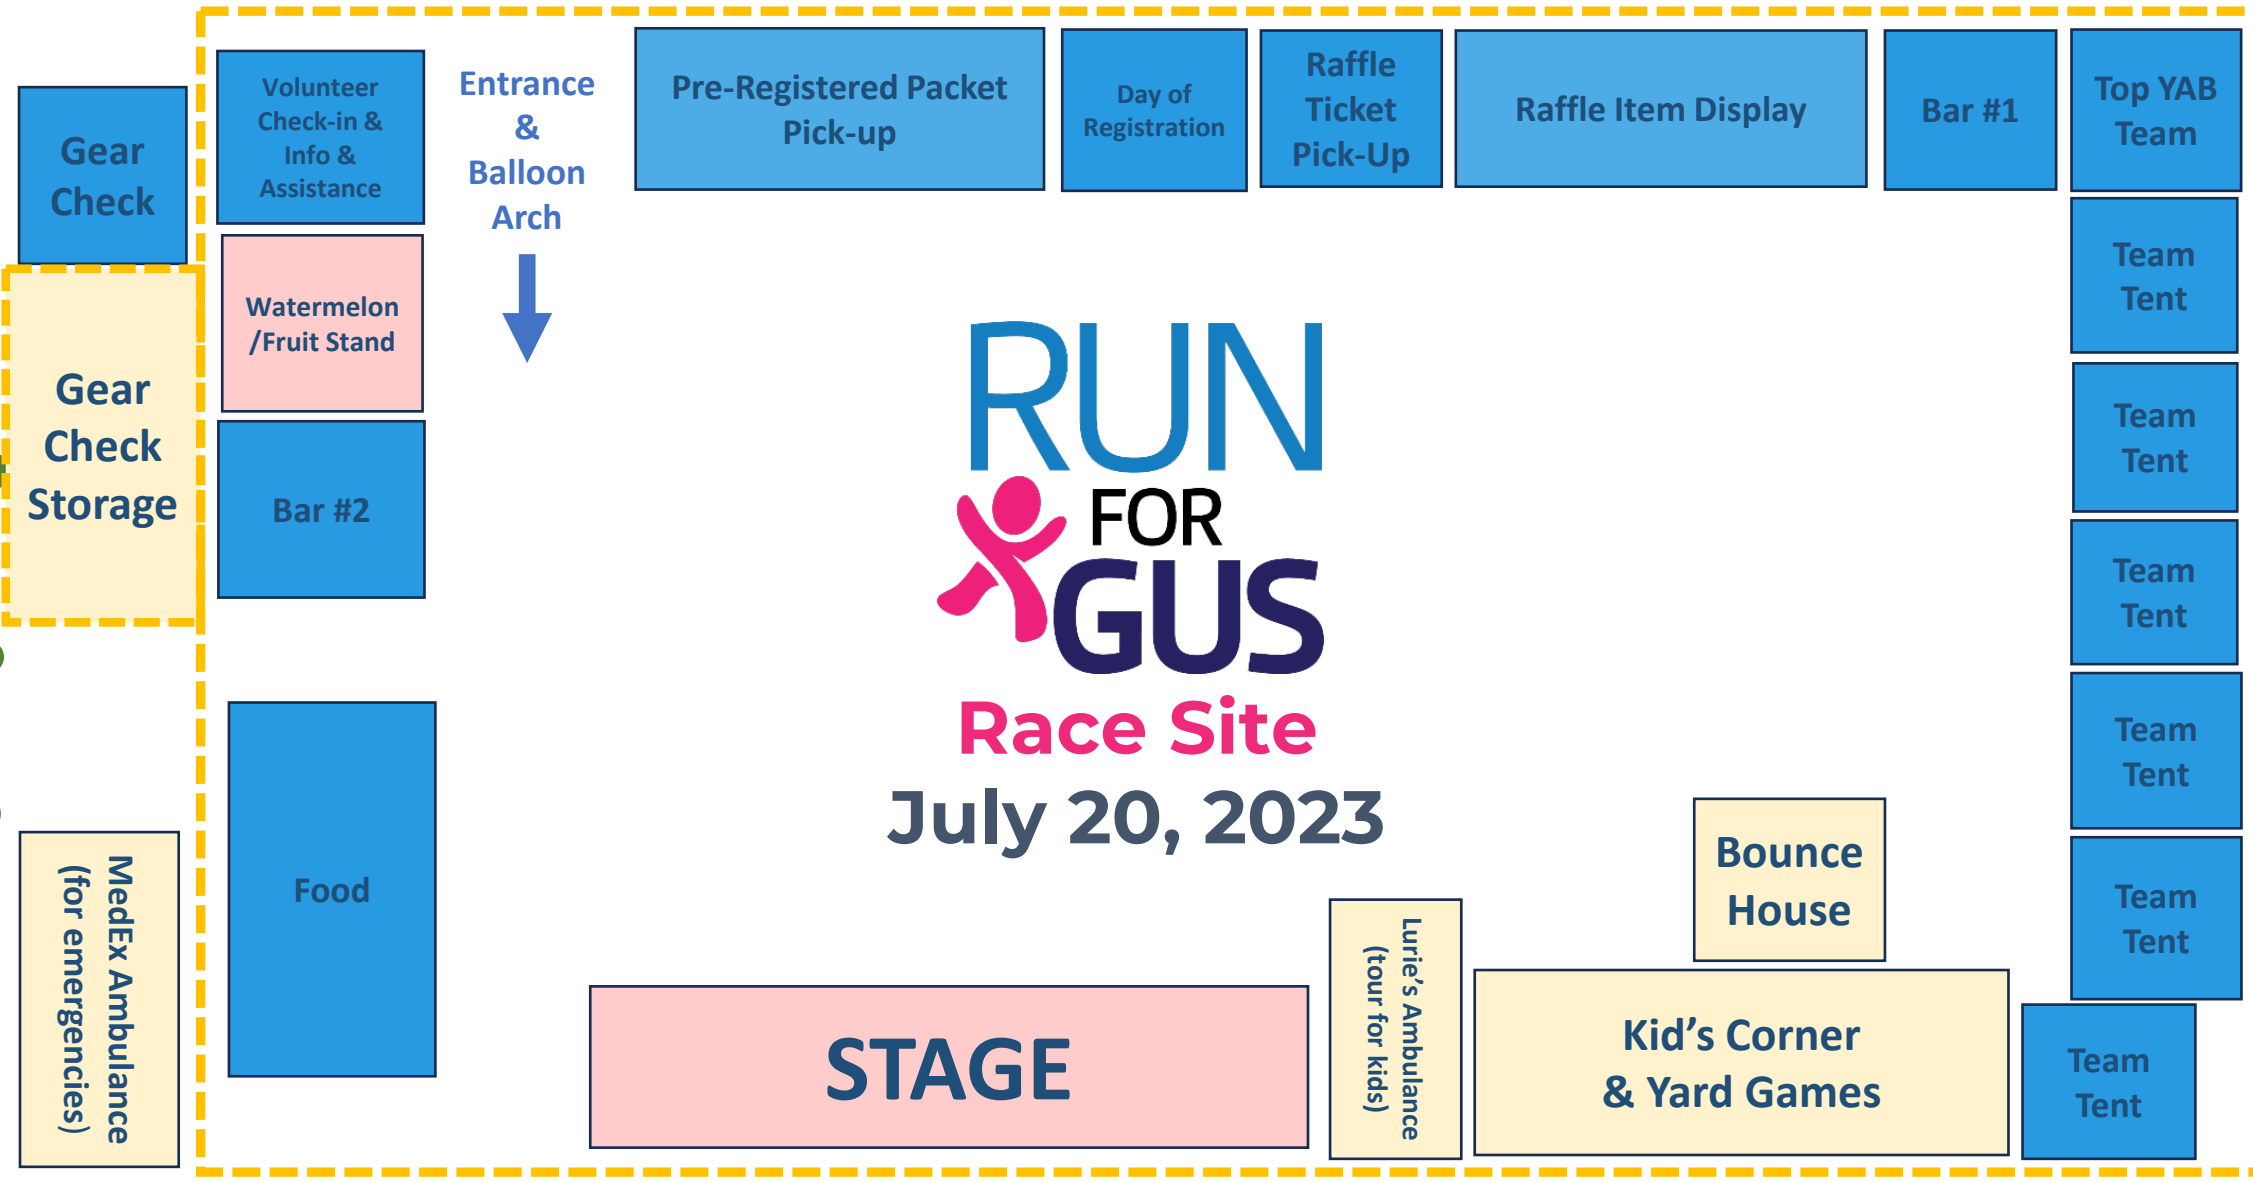 Gear
Check
Gear
Check
Storage
MedEx Ambulance
(for emergencies)
Volunteer
Check-in &
Info &
Assistance
Watermelon
/Fruit Stand
Bar #2
Food
Entrance
&
Balloon
Arch
Pre-Registered Packet
Pick-up
Day of
Registration
Raffle
Ticket
Pick-Up
Raffle Item Display
Bar #1
Top YAB
Team
RUN
FOR
GUS
Race Site
July 20, 2023
STAGE
Lurie’s Ambulance
(tour for kids)
Bounce
House
Kid’s Corner
& Yard Games
Team
Tent
Team
Tent
Team
Tent
Team
Tent
Team
Tent
Team
Tent